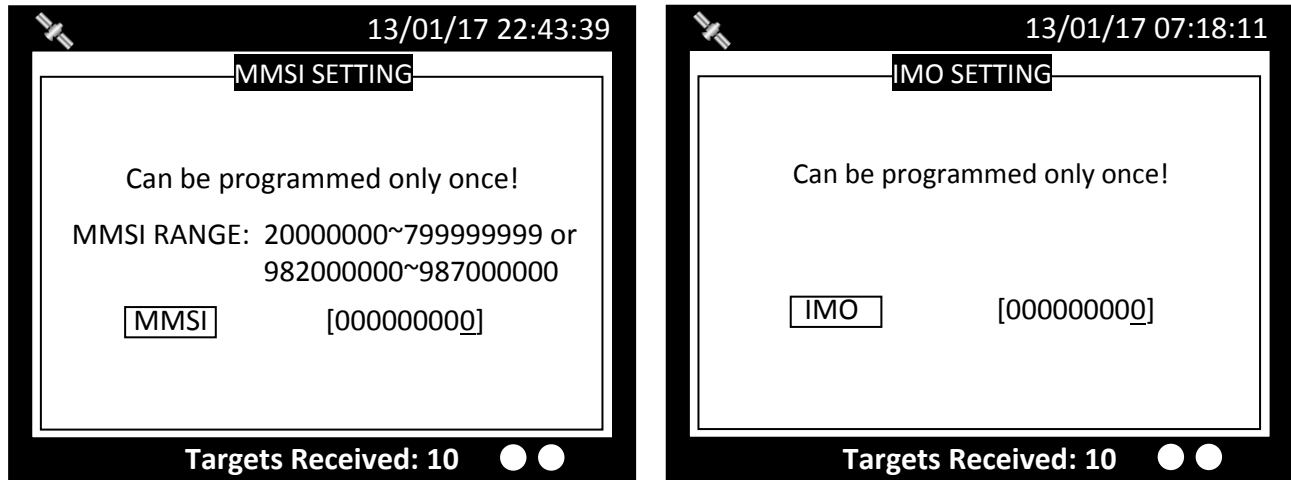 13/01/17 22:43:39
MMSI SETTING
Can be programmed only once!
MMSI RANGE: 20000000~799999999 or
982000000~987000000
MMSI [000000000]
Targets Received: 10
13/01/17 07:18:11
IMO SETTING
Can be programmed only once!
IMO [000000000]
Targets Received: 10